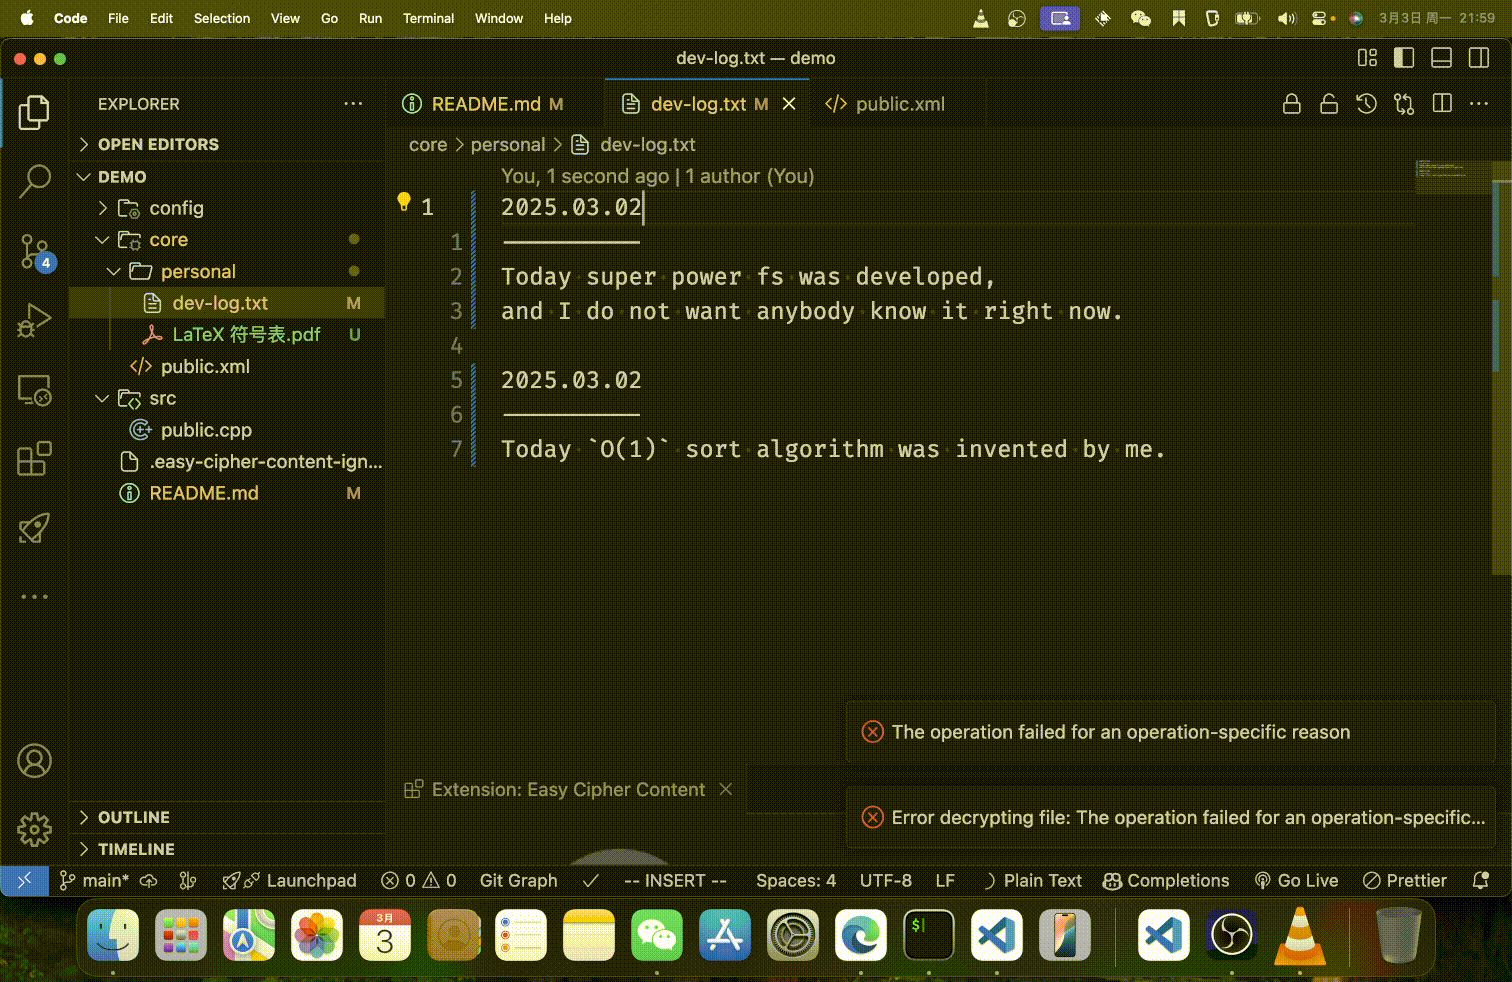 Code File Edit Selection View Go Run Terminal Window Help 3月3日 周一 21:59
dev-log.txt — demo
EXPLORER
README.md M
dev-log.txt M
public.xml
OPEN EDITORS
core > personal > dev-log.txt
DEMO
You, 1 second ago | 1 author (You)
config
1 2025.03.02
core
1 ——————————
personal
2 Today super power fs was developed,
dev-log.txt M
3 and I do not want anybody know it right now.
LaTeX 符号表.pdf U
4
public.xml
5 2025.03.02
src
6 ——————————
public.cpp
7 Today `O(1)` sort algorithm was invented by me.
.easy-cipher-content-ign...
README.md M
4
The operation failed for an operation-specific reason
Extension: Easy Cipher Content
Error decrypting file: The operation failed for an operation-specific...
OUTLINE
TIMELINE
main* Launchpad 0 0 Git Graph -- INSERT -- Spaces: 4 UTF-8 LF Plain Text Completions Go Live Prettier
3月
3
$